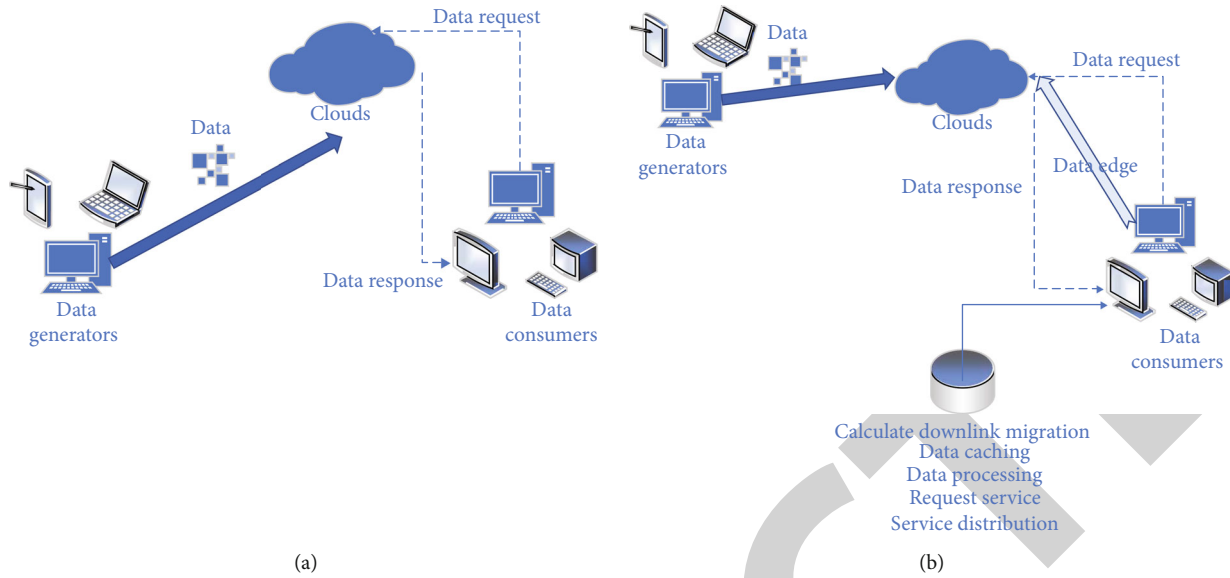 Data request
Clouds
Data
Data response
Data
generators
Data
consumers
(a)
Data
Data request
Clouds
Data
generators
Data edge
Data response
Data
consumers
Calculate downlink migration
Data caching
Data processing
Request service
Service distribution
(b)